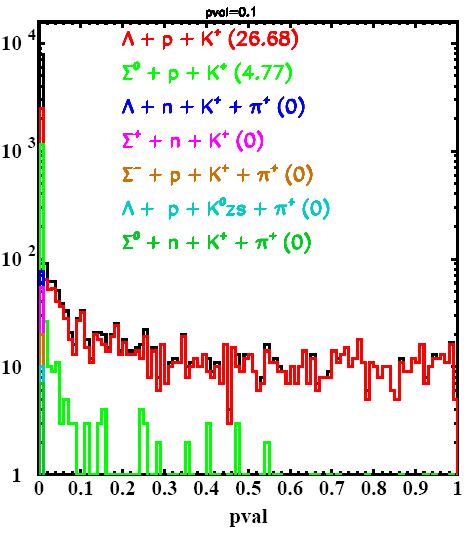 pval=0.1
Λ + p + K⁺ (26.68)
Σ⁰ + p + K⁺ (4.77)
Λ + n + K⁺ + π⁺ (0)
Σ⁺ + n + K⁺ (0)
Σ⁻ + p + K⁺ + π⁺ (0)
Λ + p + K⁰zs + π⁺ (0)
Σ⁰ + n + K⁺ + π⁺ (0)
10⁴
10³
10²
10
1
0 0.1 0.2 0.3 0.4 0.5 0.6 0.7 0.8 0.9 1
pval